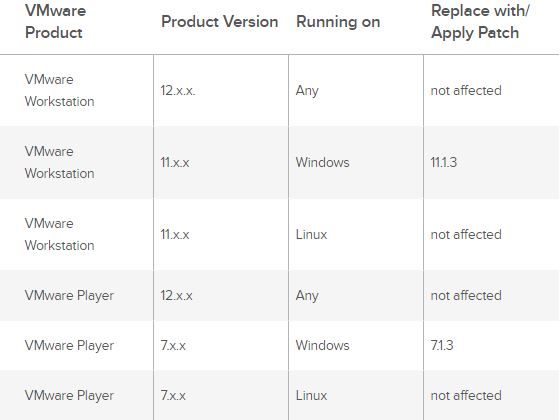 VMware Product Product Version Running on Replace with/ Apply Patch
VMware Workstation 12.x.x. Any not affected
VMware Workstation 11.x.x Windows 11.1.3
VMware Workstation 11.x.x Linux not affected
VMware Player 12.x.x Any not affected
VMware Player 7.x.x Windows 7.1.3
VMware Player 7.x.x Linux not affected